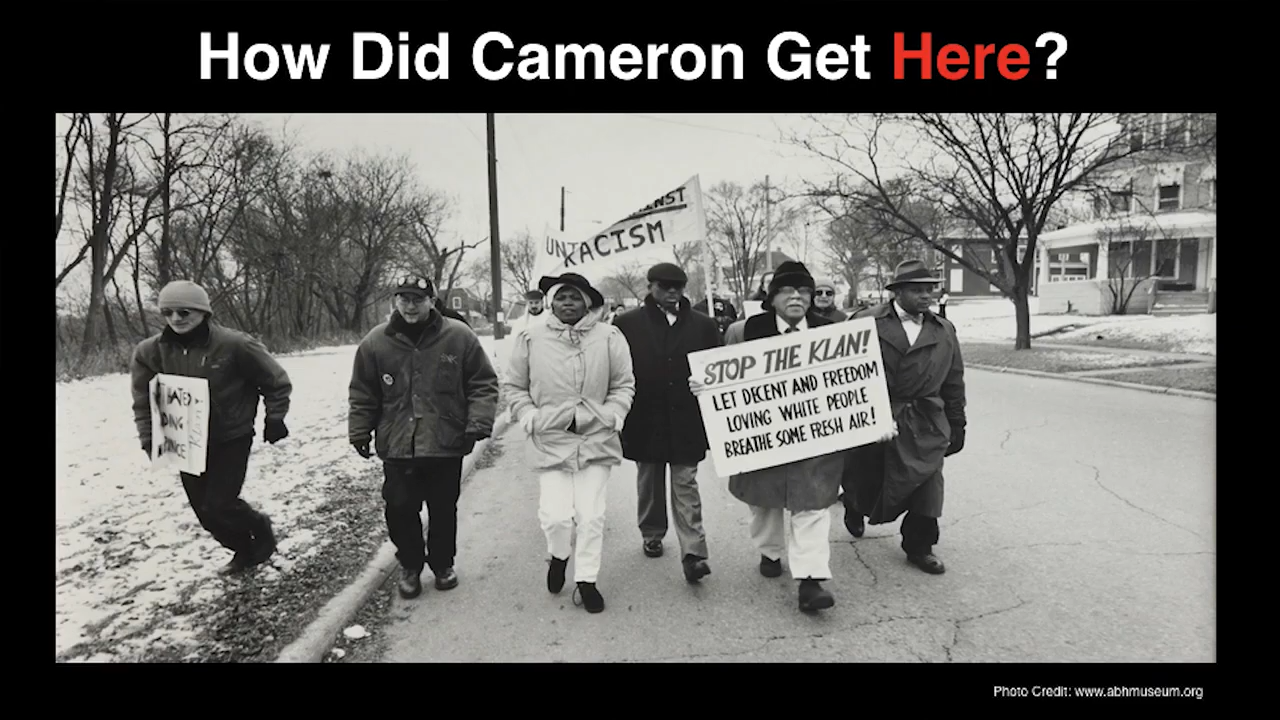 How Did Cameron Get Here?
INST
RACISM
STOP THE KLAN!
LET DECENT AND FREEDOM
LOVING WHITE PEOPLE
BREATHE SOME FRESH AIR!
Photo Credit: www.abhmuseum.org